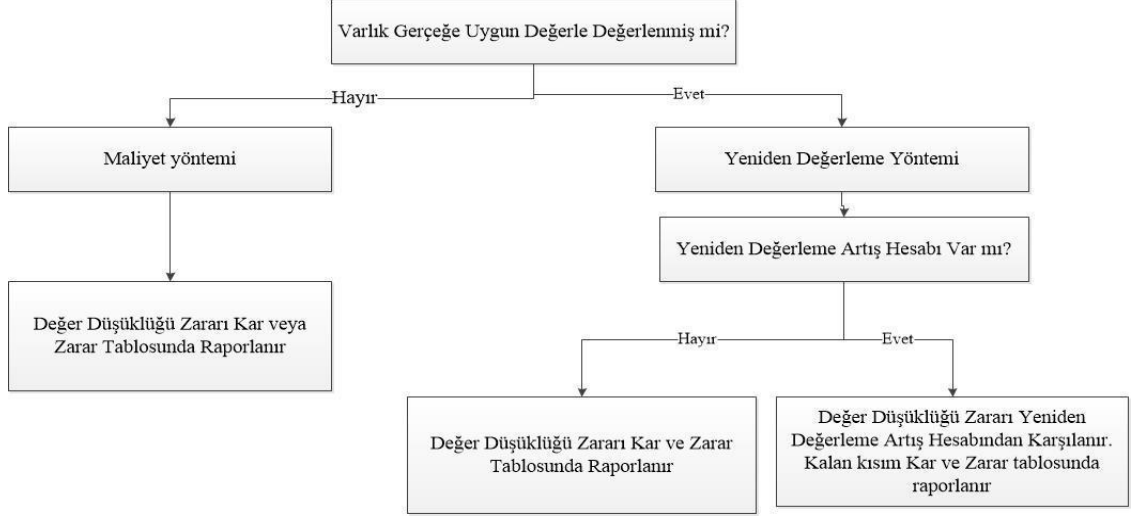 Varlık Gerçeğe Uygun Değerle Değerlenmiş mi?
Hayır
Evet
Maliyet yöntemi
Yeniden Değerleme Yöntemi
Yeniden Değerleme Artış Hesabı Var mı?
Değer Düşüklüğü Zararı Kar veya
Zarar Tablosunda Raporlanır
Hayır
Evet
Değer Düşüklüğü Zararı Kar ve Zarar
Tablosunda Raporlanır
Değer Düşüklüğü Zararı Yeniden
Değerleme Artış Hesabından Karşılanır.
Kalan kısım Kar ve Zarar tablosunda
raporlanır